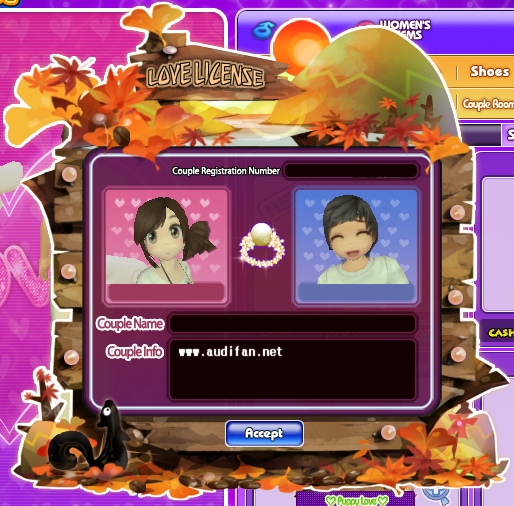 WOMEN'S
LOVE LICENSE
Shoes
Couple Room
Couple Registration Number
Couple Name
Couple Info
www.audifan.net
CASH
Accept
Puppy Love